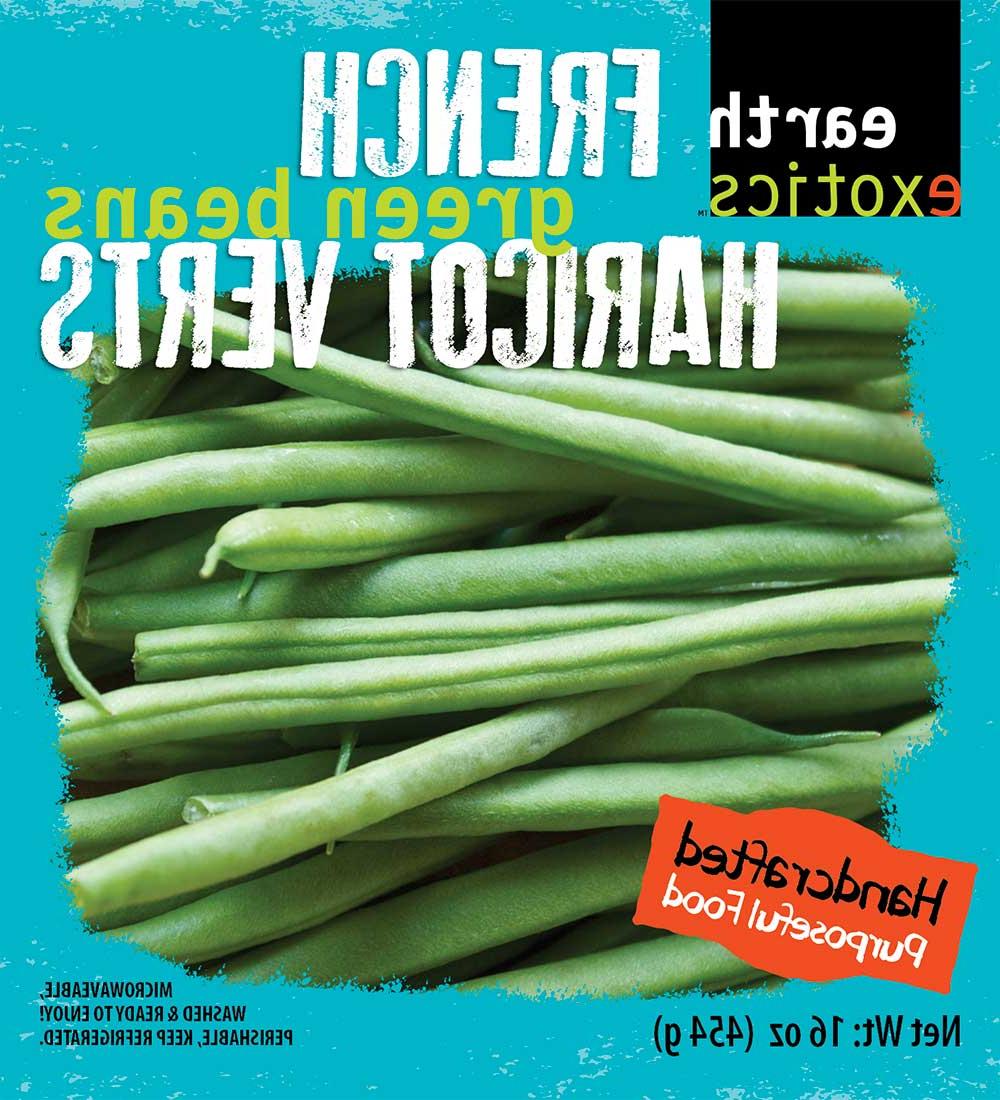 earth
exotics™
FRENCH
green beans
HARICOT VERTS
Handcrafted
Purposeful Food
MICROWAVEABLE,
WASHED & READY TO ENJOY!
PERISHABLE, KEEP REFRIGERATED.
Net Wt: 16 oz (454 g)